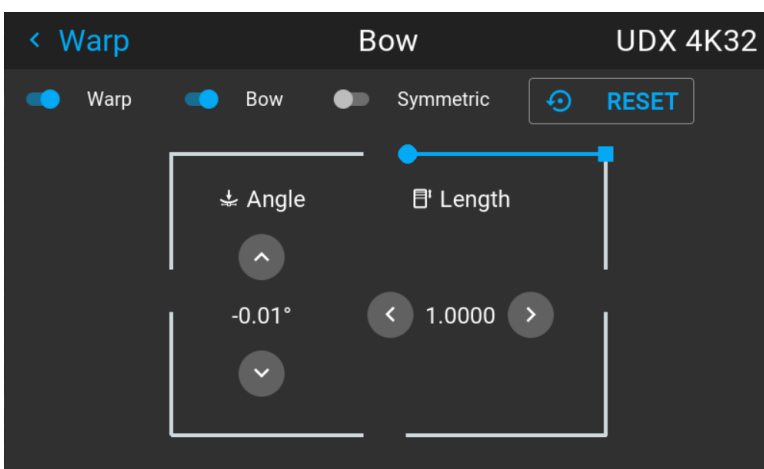 Warp Bow UDX 4K32
Warp Bow Symmetric RESET
Angle Length
-0.01° 1.0000